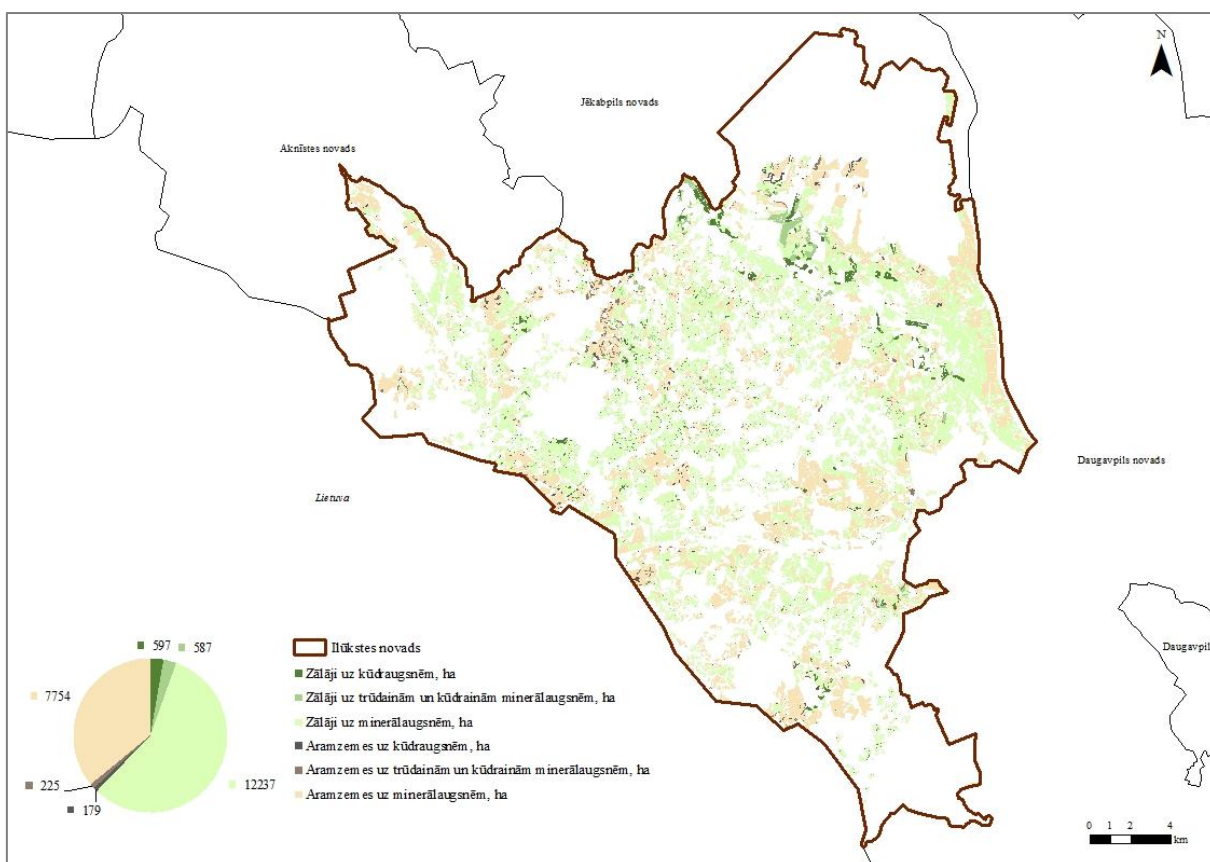 N
Jēkabpils novads
Aknīstes novads
Daugavpils novads
Lietuva
Daugavpil
597
587
7754
225
179
12237
Ilūkstes novads
Zālāji uz kūdraugsnēm, ha
Zālāji uz trūdainām un kūdrainām minerālaugsnēm, ha
Zālāji uz minerālaugsnēm, ha
Aramzemes uz kūdraugsnēm, ha
Aramzemes uz trūdainām un kūdrainām minerālaugsnēm, ha
Aramzemes uz minerālaugsnēm, ha
0 1 2 4
km